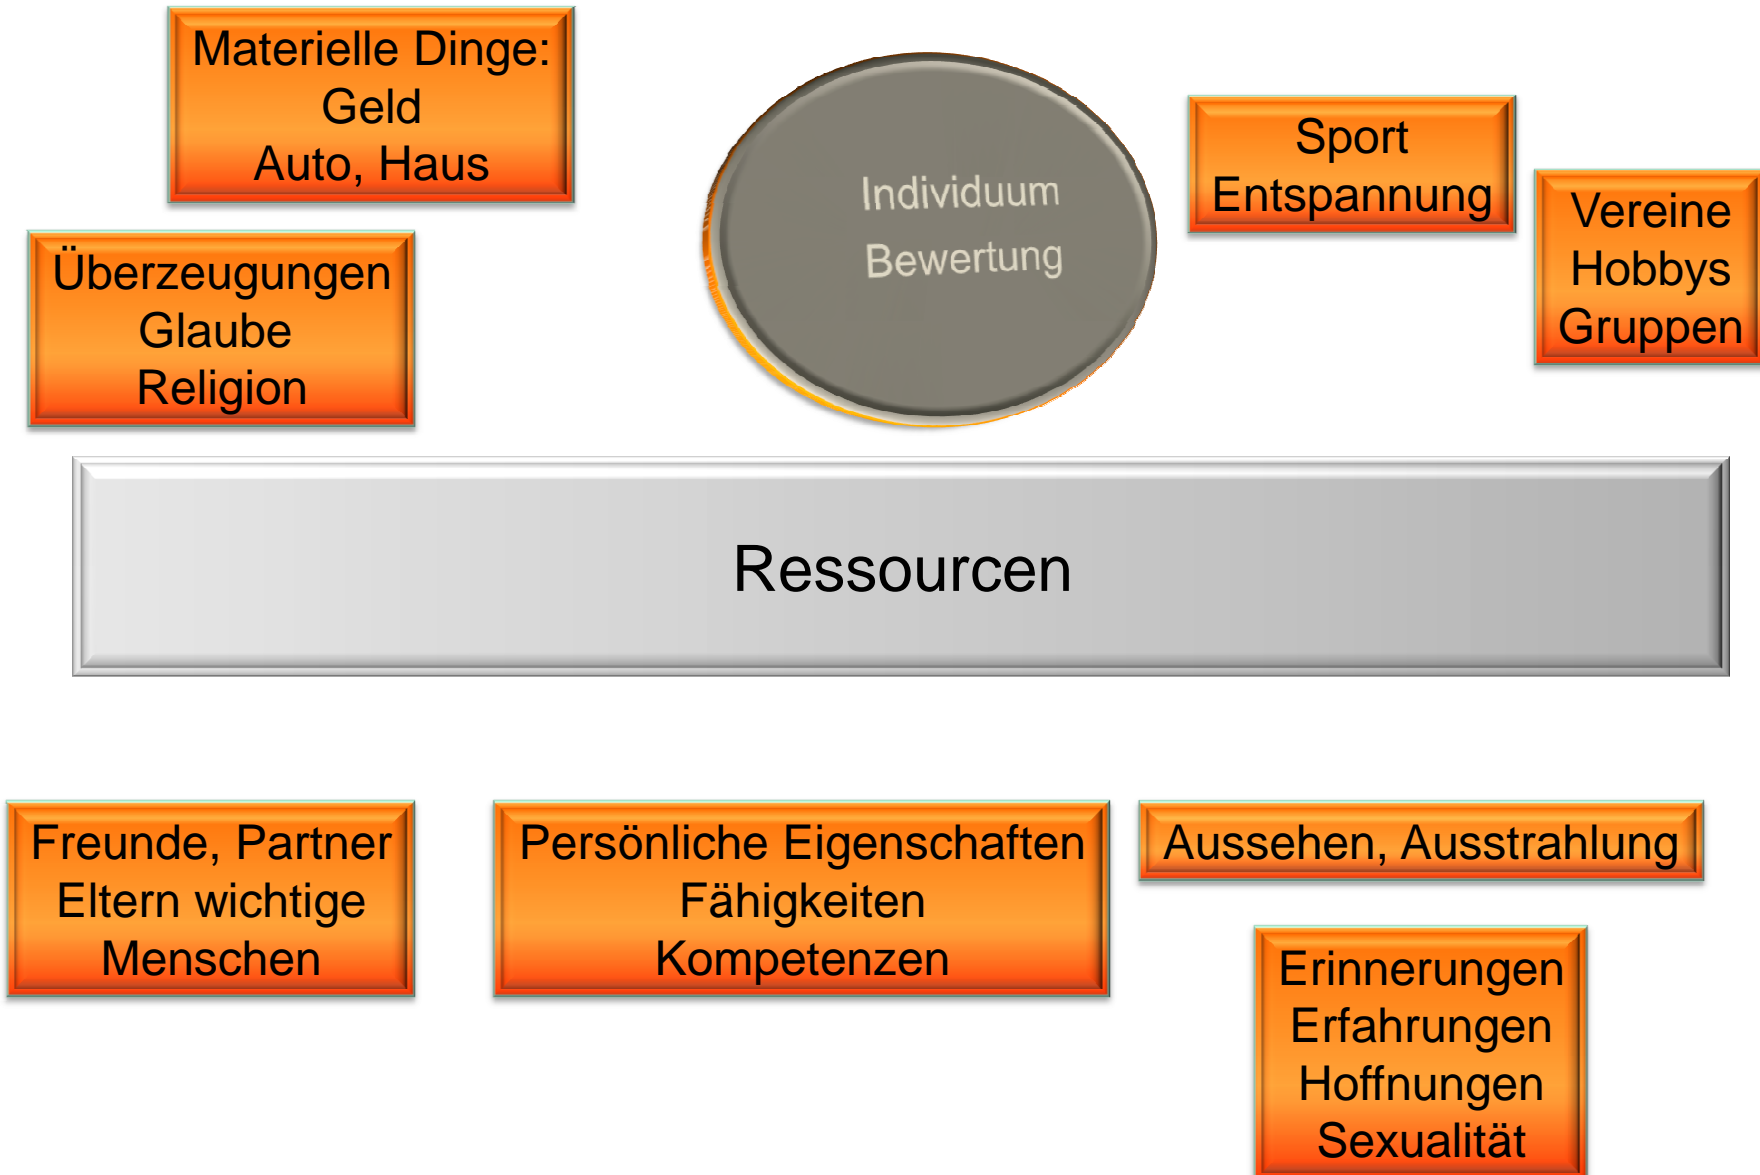 Materielle Dinge:
Geld
Auto, Haus
Individuum
Bewertung
Sport
Entspannung
Vereine
Hobbys
Gruppen
Überzeugungen
Glaube
Religion
Ressourcen
Freunde, Partner
Eltern wichtige
Menschen
Persönliche Eigenschaften
Fähigkeiten
Kompetenzen
Aussehen, Ausstrahlung
Erinnerungen
Erfahrungen
Hoffnungen
Sexualität